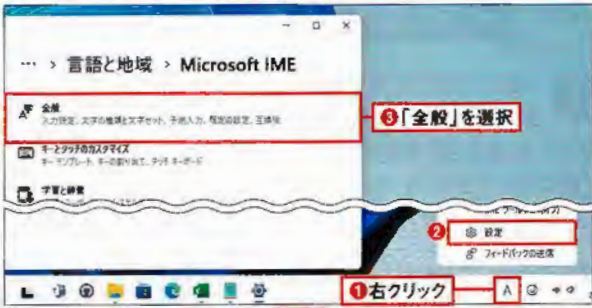 … › 言語と地域 › Microsoft IME
全般
入力設定、文字の種類と文字セット、予測入力、既定の設定、互換性
❸「全般」を選択
キーとタッチのカスタマイズ
キー テンプレート、キーの割り当て、タッチ キーボード
学習と辞書
❷
設定
フィードバックの送信
❶右クリック
A